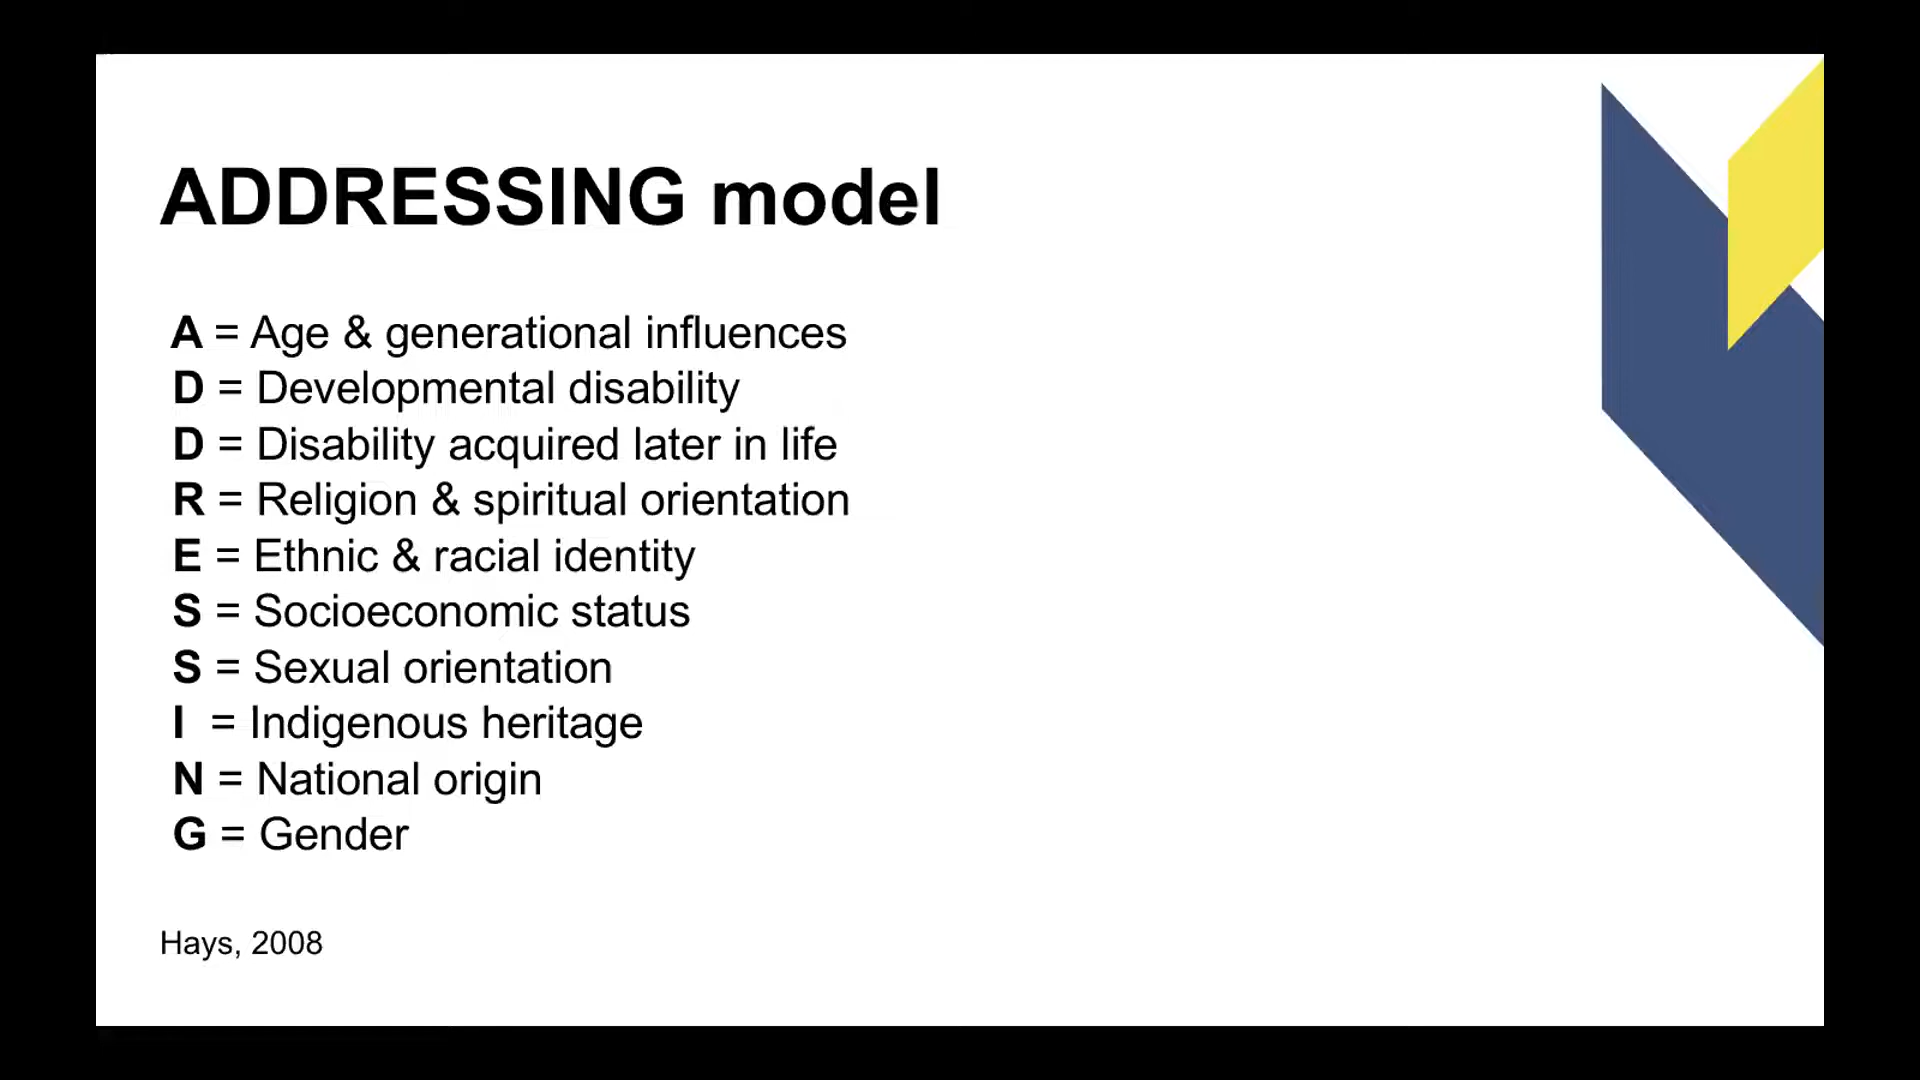 ADDRESSING model
A = Age & generational influences
D = Developmental disability
D = Disability acquired later in life
R = Religion & spiritual orientation
E = Ethnic & racial identity
S = Socioeconomic status
S = Sexual orientation
I = Indigenous heritage
N = National origin
G = Gender
Hays, 2008